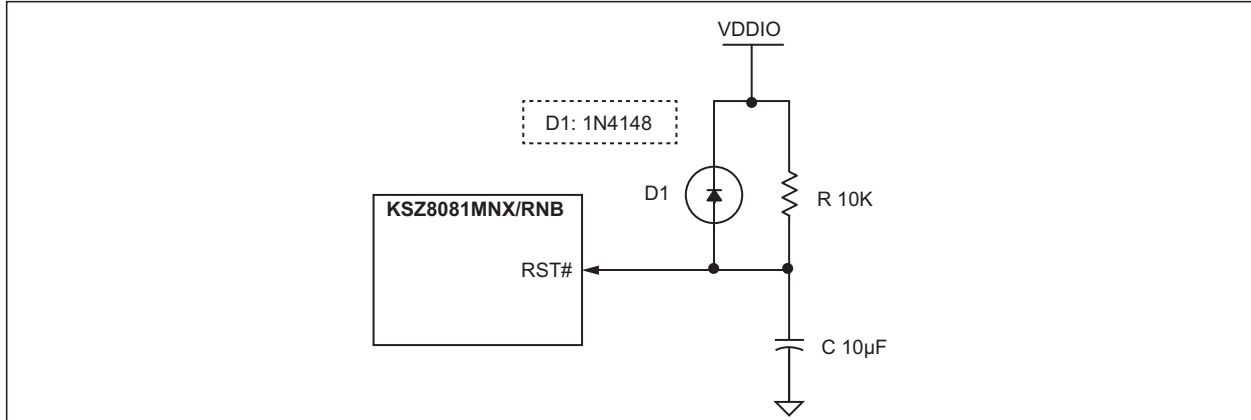 VDDIO
D1: 1N4148
D1
R 10K
KSZ8081MNX/RNB
RST#
C 10µF